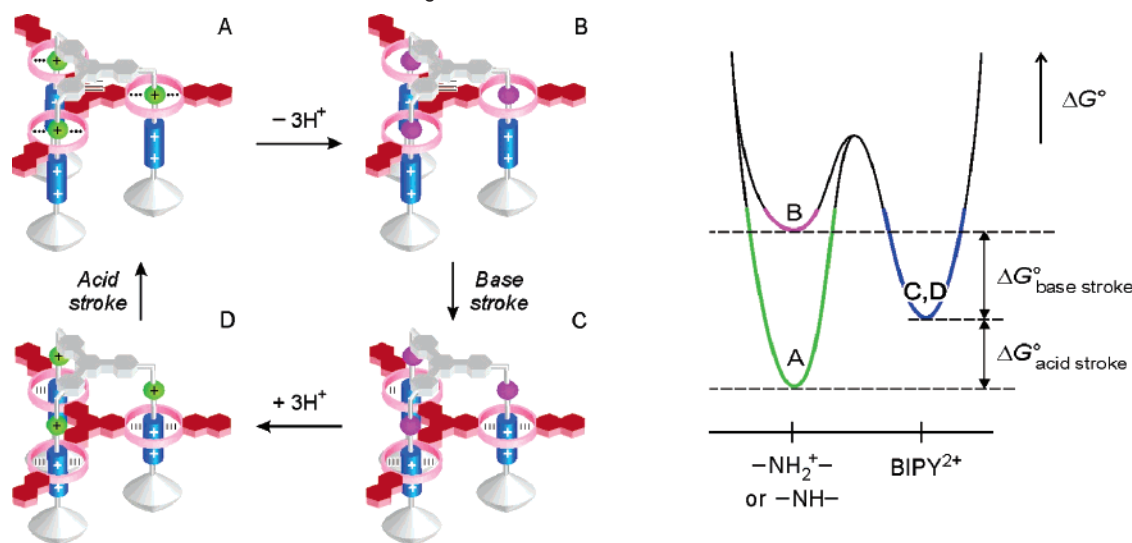 A
B
− 3H⁺
Acid
stroke
Base
stroke
D
C
+ 3H⁺
ΔG°
B
C,D
A
ΔG°base stroke
ΔG°acid stroke
−NH₂⁺−
or −NH−
BIPY²⁺